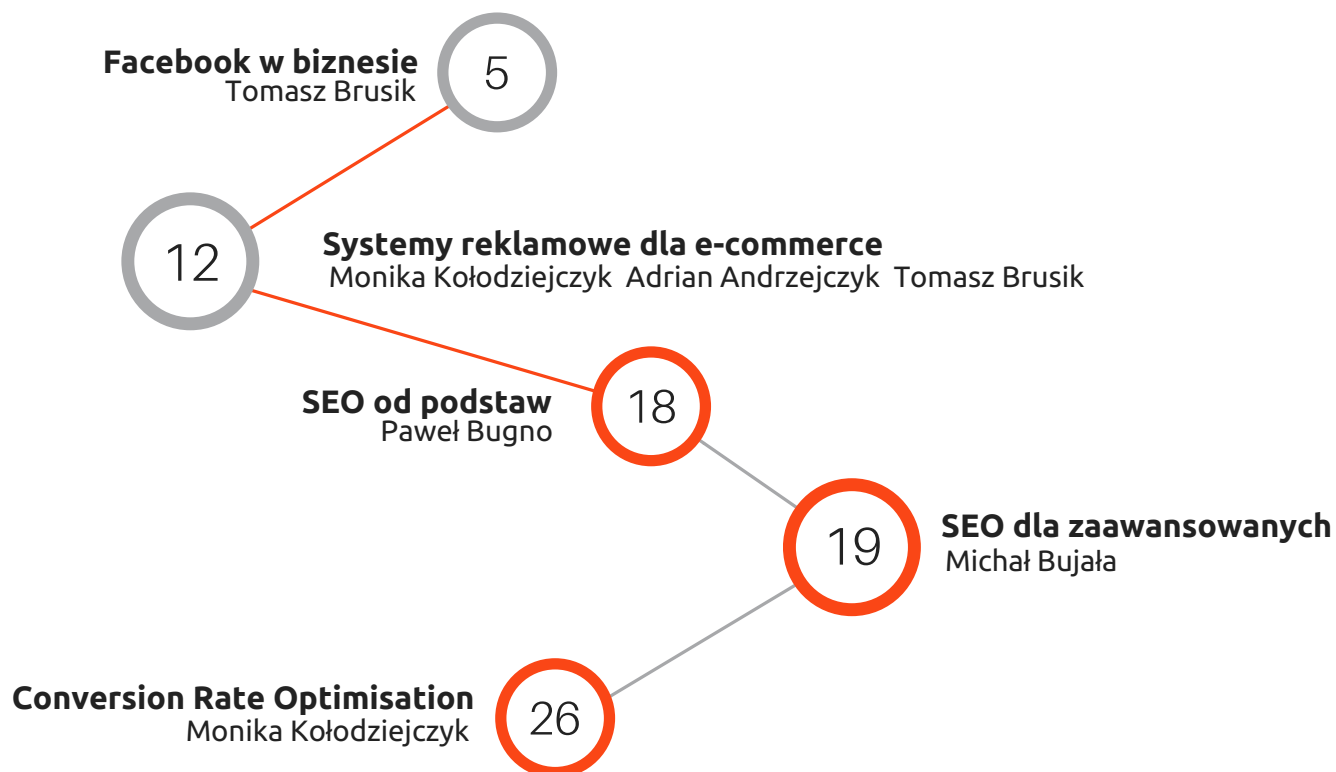 Facebook w biznesie
Tomasz Brusik
5
12
Systemy reklamowe dla e-commerce
Monika Kołodziejczyk Adrian Andrzejczyk Tomasz Brusik
SEO od podstaw
Paweł Bugno
18
19
SEO dla zaawansowanych
Michał Bujała
Conversion Rate Optimisation
Monika Kołodziejczyk
26